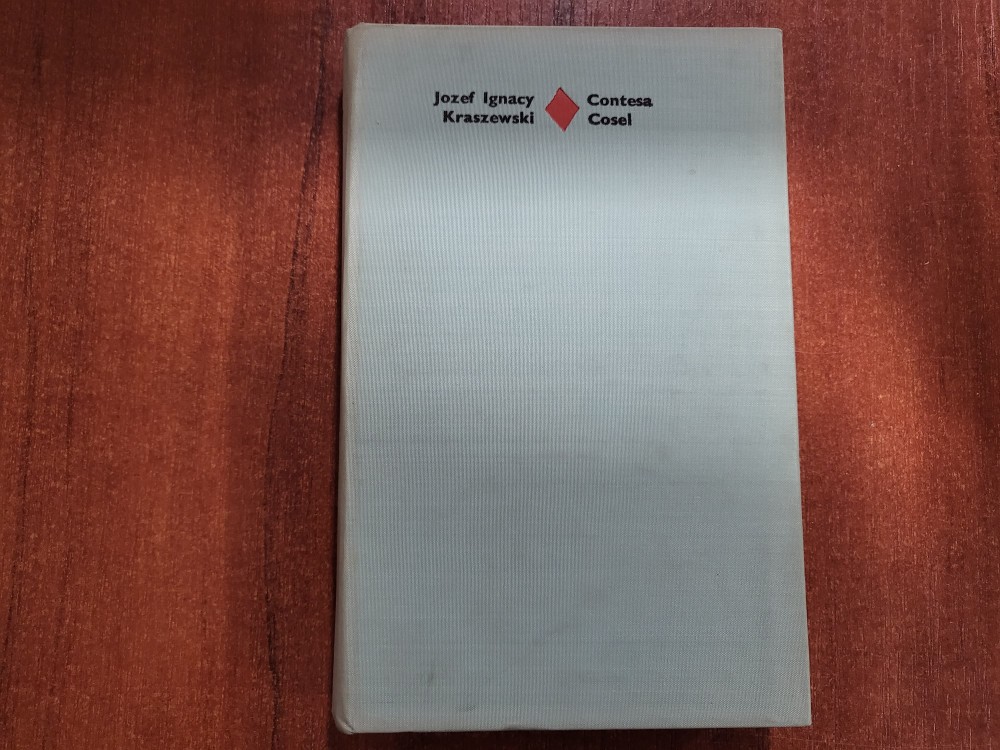 Jozef Ignacy
Kraszewski
Contesa
Cosel